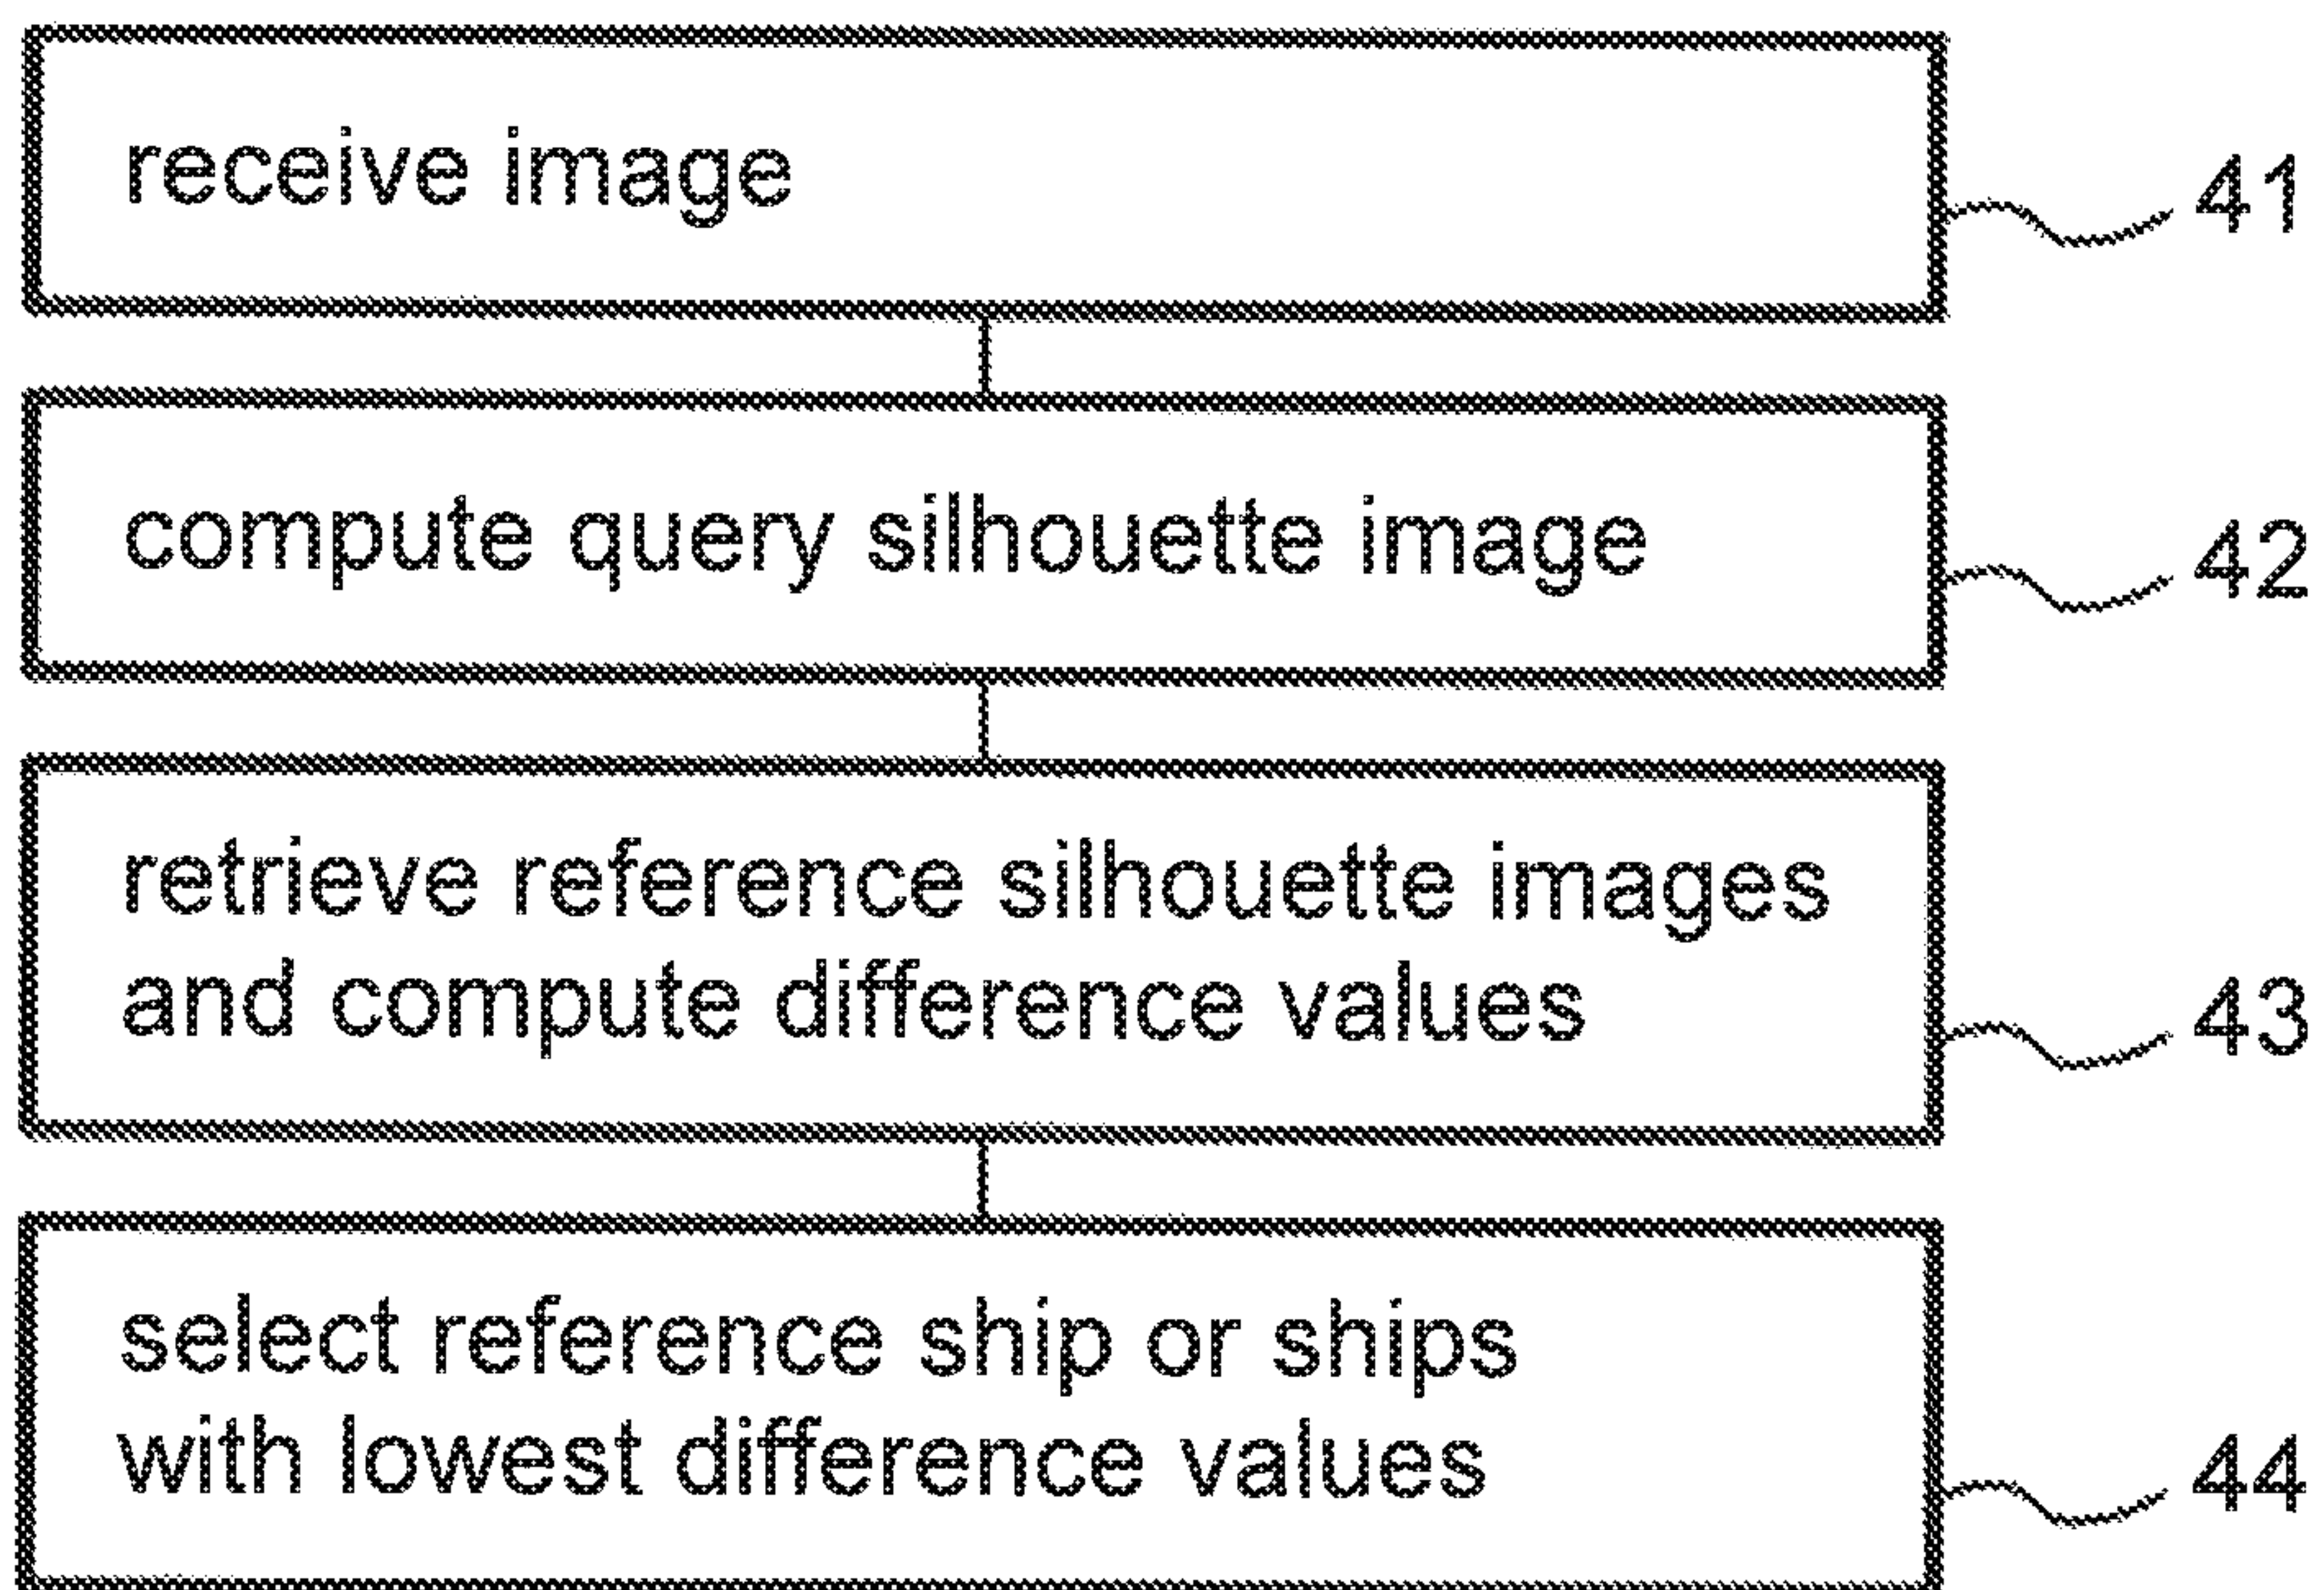 receive image
41
compute query silhouette image
42
retrieve reference silhouette images
and compute difference values
43
select reference ship or ships
with lowest difference values
44